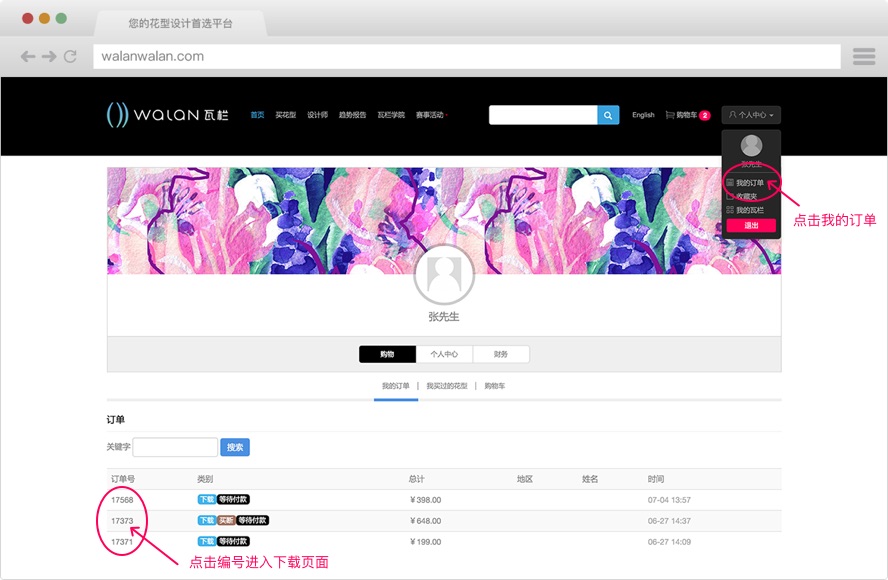 您的花型设计首选平台
walanwalan.com
walan 瓦栏 首页 买花型 设计师 趋势报告 瓦栏学院 赛事活动 English 购物车 2 个人中心
张先生
我的订单
收藏夹
我的瓦栏
退出
点击我的订单
张先生
购物 个人中心 财务
我的订单 | 我买过的花型 | 购物车
订单
关键字 搜索
订单号 类别 总计 地区 姓名 时间
17568 下载 等待付款 ¥398.00 07-04 13:57
17373 下载 买断 等待付款 ¥648.00 06-27 14:37
17371 下载 等待付款 ¥199.00 06-27 14:09
点击编号进入下载页面